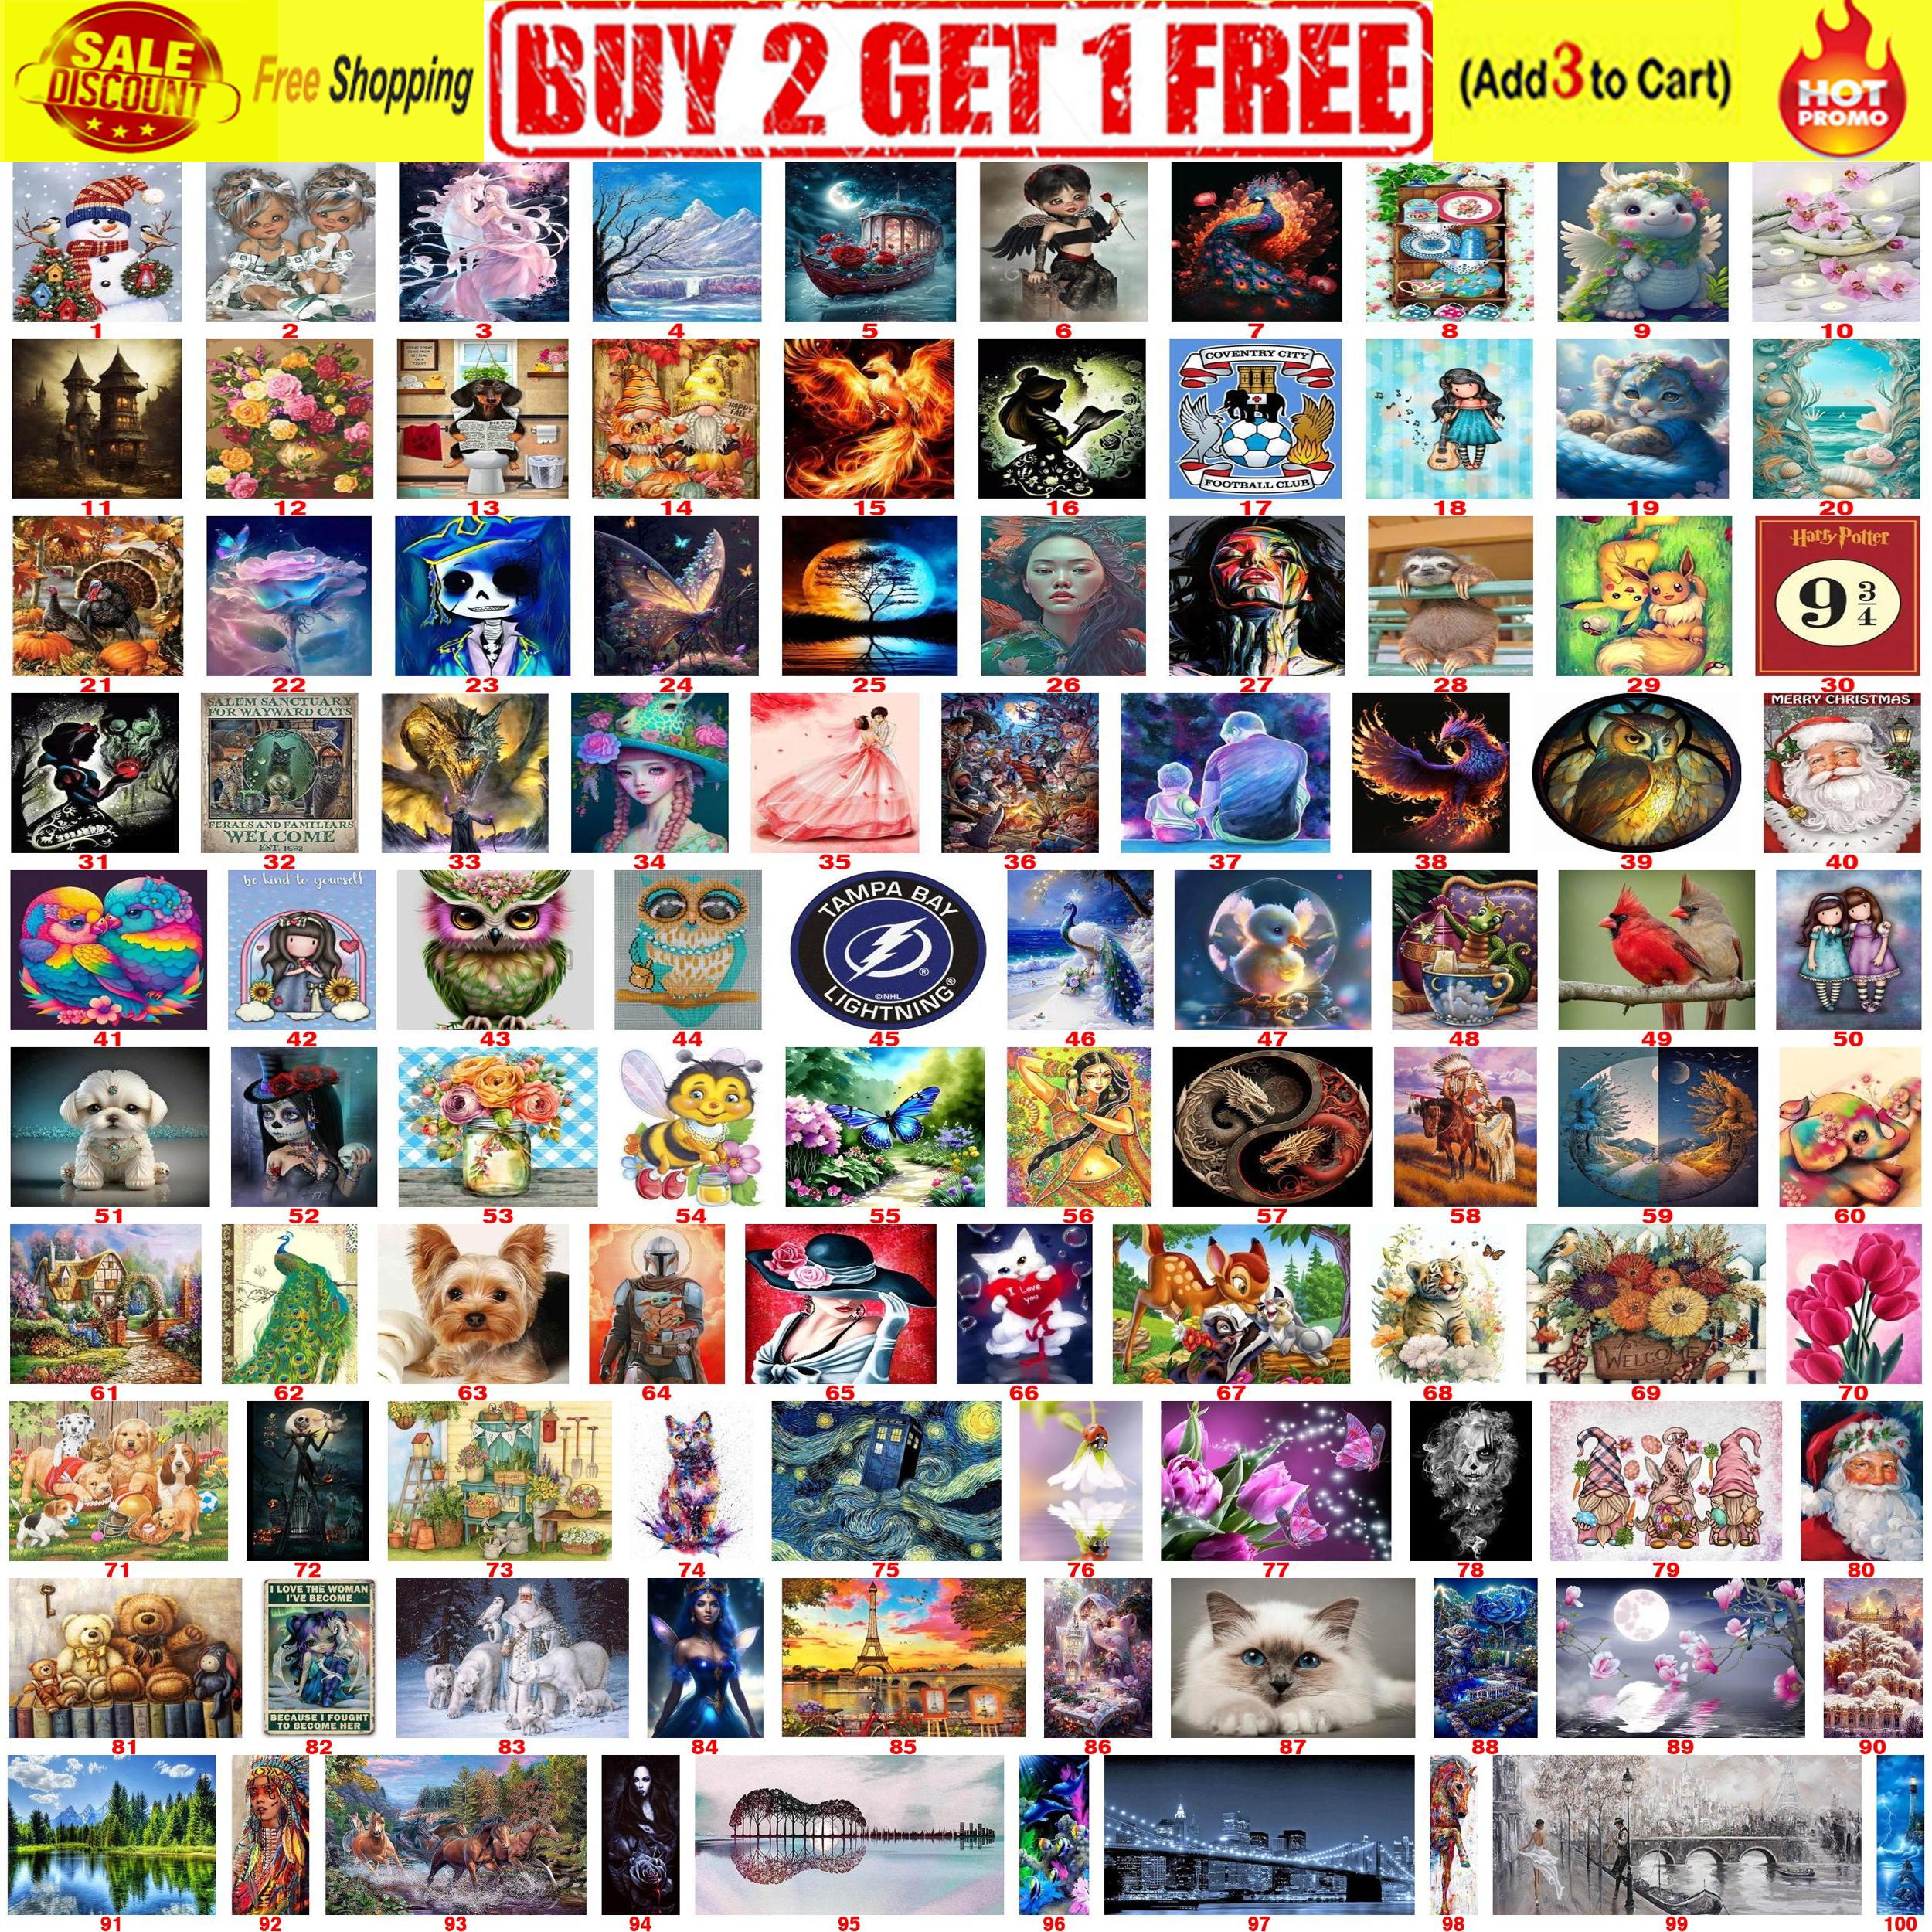 SALE
DISCOUNT
Free Shopping
BUY 2 GET 1 FREE
(Add 3 to Cart)
HOT
PROMO
1 2 3 4 5 6 7 8 9 10
HAPPY
FALL
COVENTRY CITY
FOOTBALL CLUB
11 12 13 14 15 16 17 18 19 20
Harry Potter
9 3/4
21 22 23 24 25 26 27 28 29 30
SALEM SANCTUARY
FOR WAYWARD CATS
FERALS AND FAMILIARS
WELCOME
EST. 1692
MERRY CHRISTMAS
31 32 33 34 35 36 37 38 39 40
be kind to yourself
TAMPA BAY
LIGHTNING®
®
©NHL
41 42 43 44 45 46 47 48 49 50
51 52 53 54 55 56 57 58 59 60
I Love
you
WELCOME
61 62 63 64 65 66 67 68 69 70
71 72 73 74 75 76 77 78 79 80
I LOVE THE WOMAN
I'VE BECOME
BECAUSE I FOUGHT
TO BECOME HER
81 82 83 84 85 86 87 88 89 90
91 92 93 94 95 96 97 98 99 100